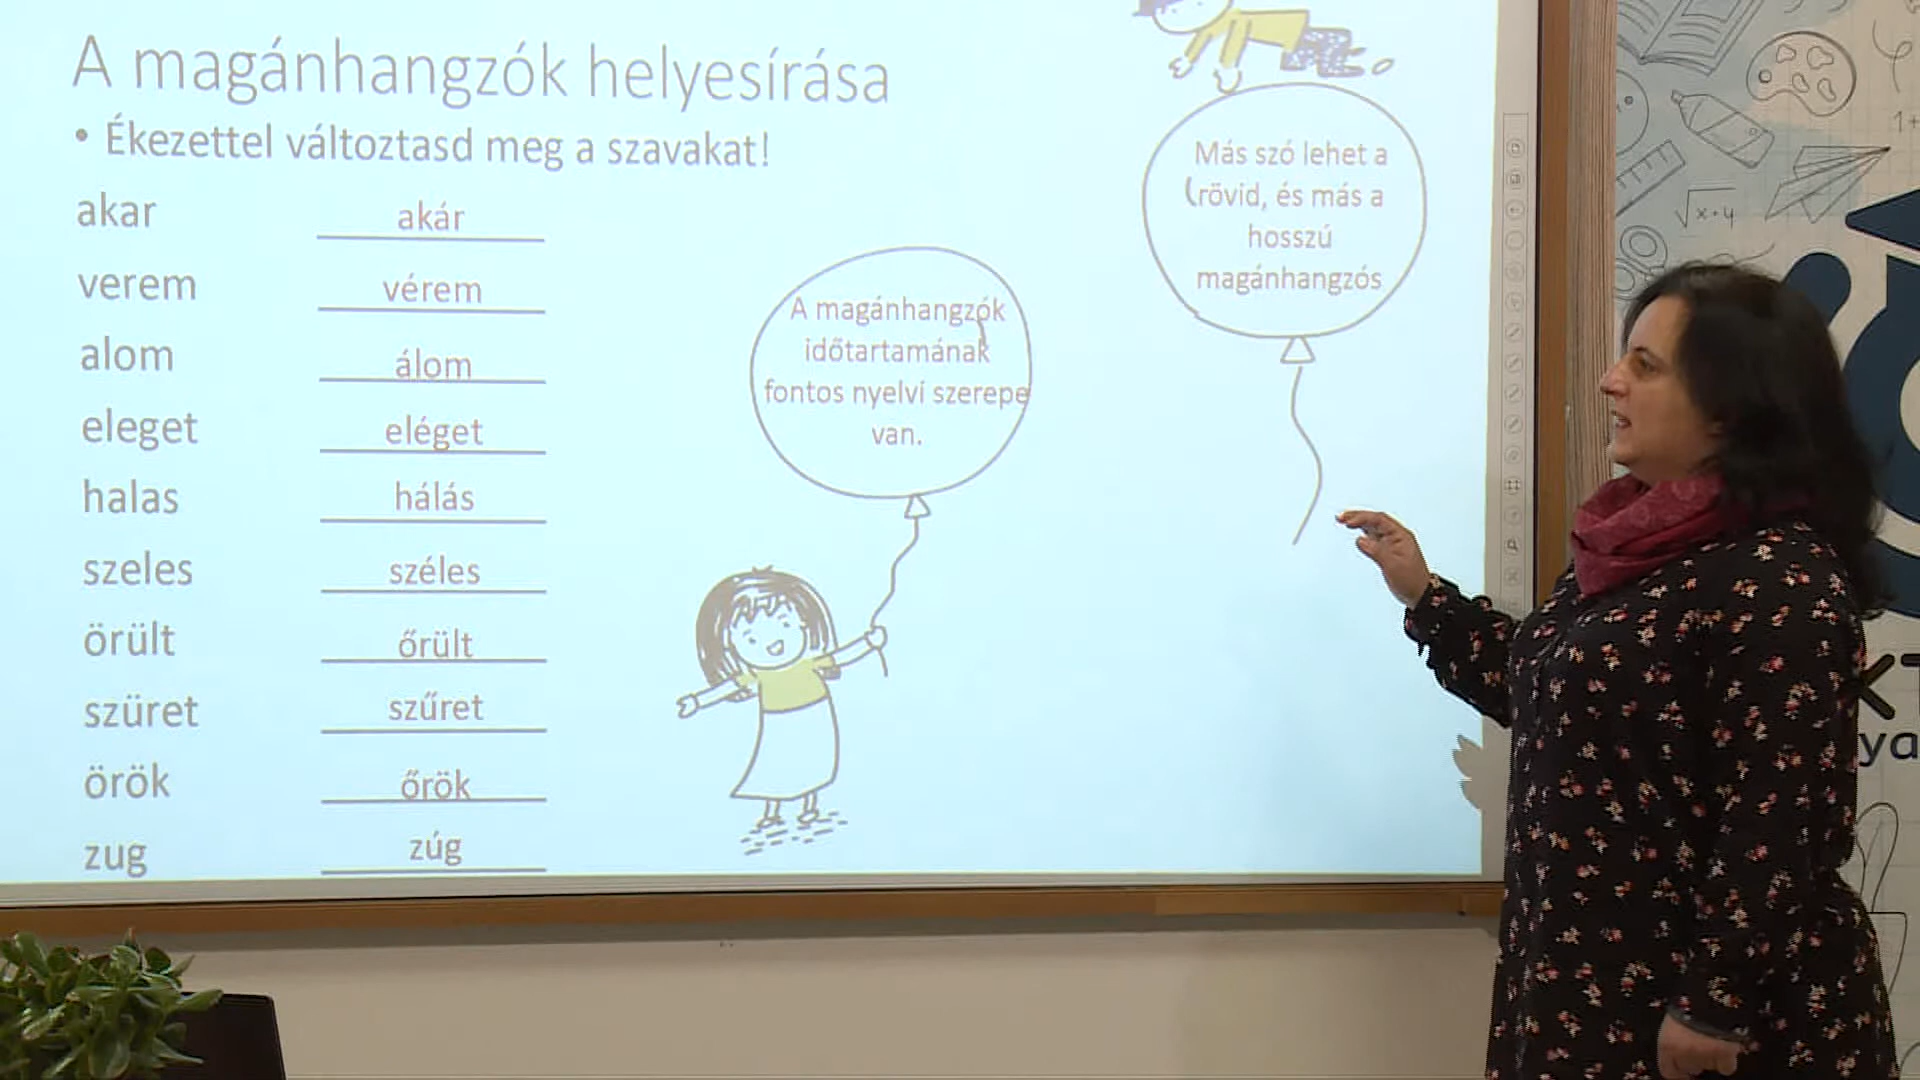 A magánhangzók helyesírása
• Ékezettel változtasd meg a szavakat!
akar akár
verem vérem
alom álom
eleget eléget
halas hálás
szeles széles
örült őrült
szüret szűret
örök őrök
zug zúg
A magánhangzók
időtartamának
fontos nyelvi szerepe
van.
Más szó lehet a
rövid, és más a
hosszú
magánhangzós